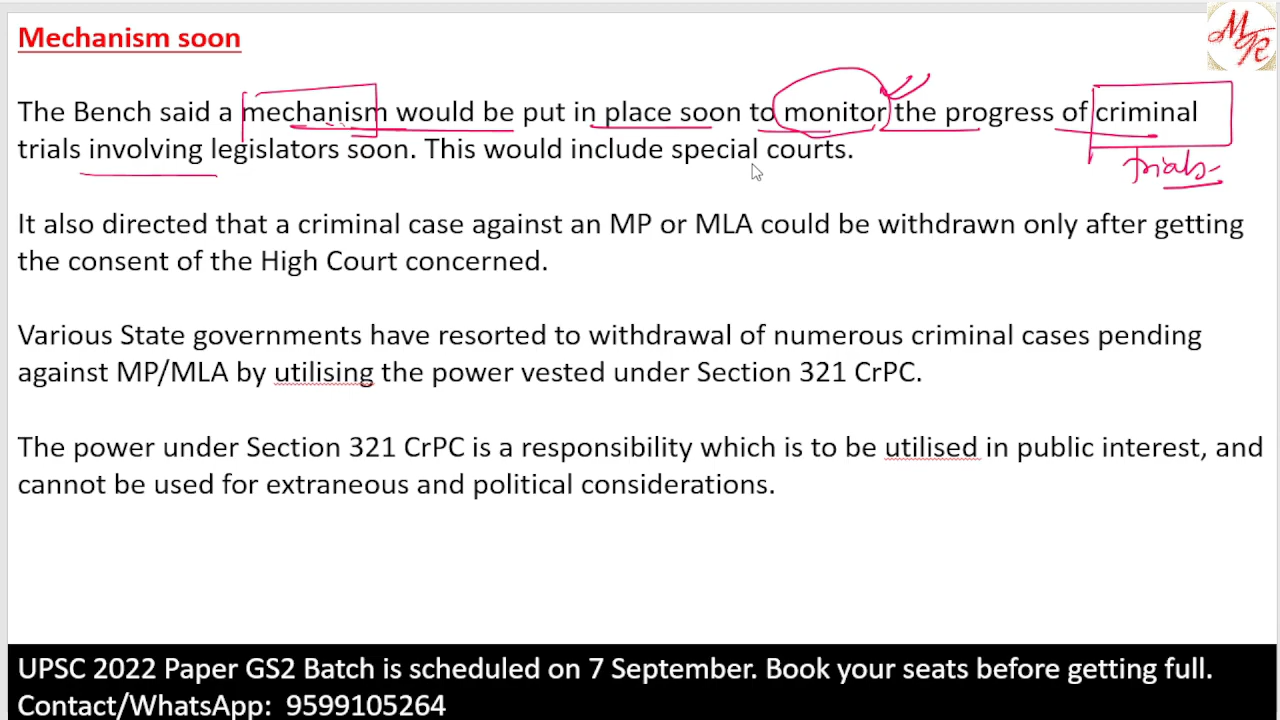 Mechanism soon
MR
The Bench said a mechanism would be put in place soon to monitor the progress of criminal
trials involving legislators soon. This would include special courts.
trials
It also directed that a criminal case against an MP or MLA could be withdrawn only after getting
the consent of the High Court concerned.
Various State governments have resorted to withdrawal of numerous criminal cases pending
against MP/MLA by utilising the power vested under Section 321 CrPC.
The power under Section 321 CrPC is a responsibility which is to be utilised in public interest, and
cannot be used for extraneous and political considerations.
UPSC 2022 Paper GS2 Batch is scheduled on 7 September. Book your seats before getting full.
Contact/WhatsApp: 9599105264